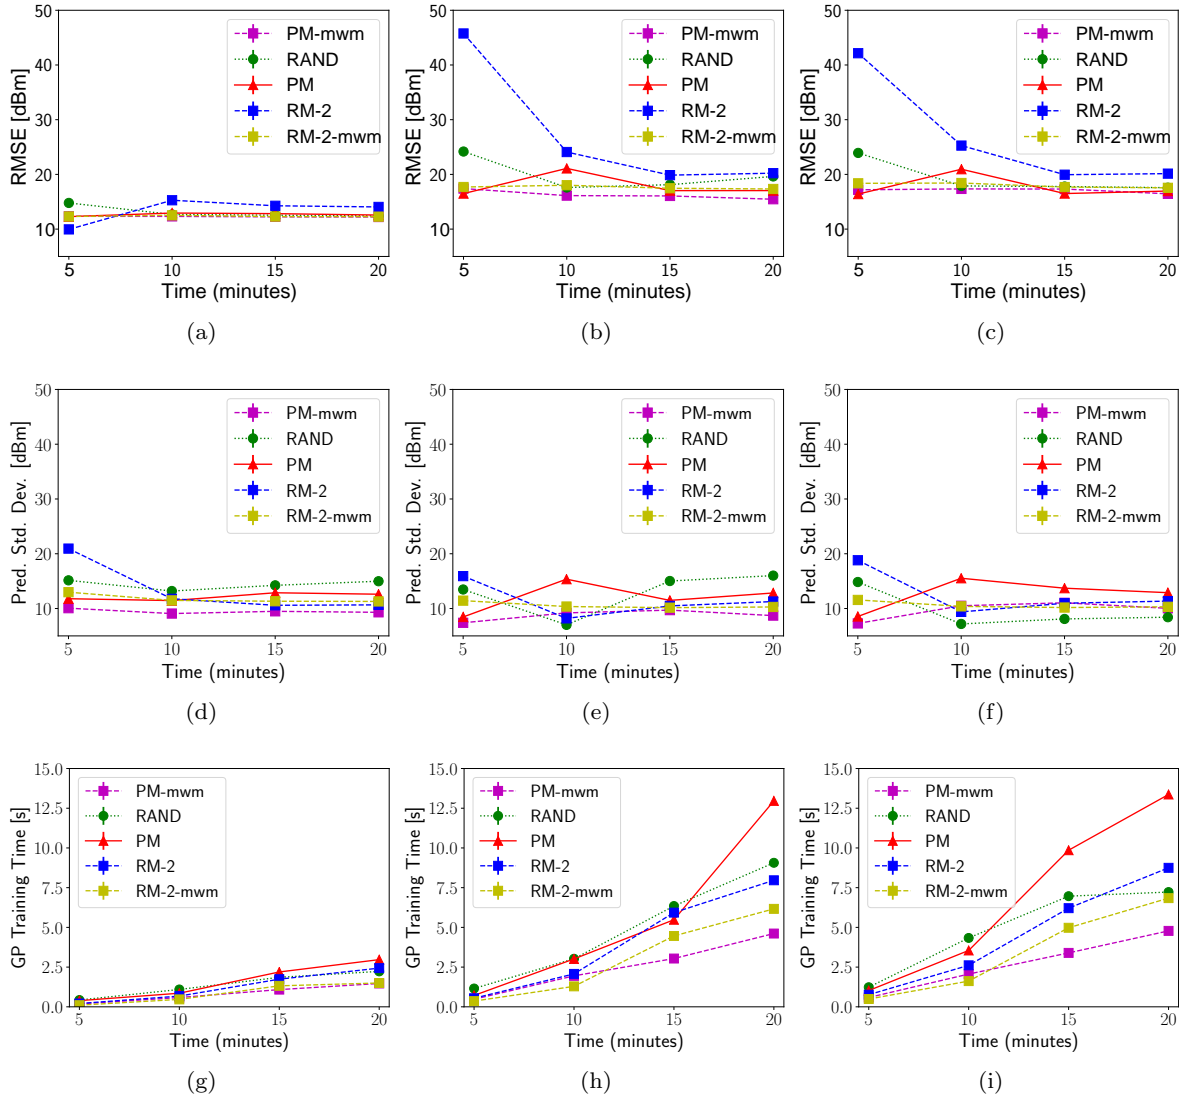 50
40
30
20
10
RMSE [dBm]
PM-mwm
RAND
PM
RM-2
RM-2-mwm
5 10 15 20
Time (minutes)
(a)
50
40
30
20
10
RMSE [dBm]
PM-mwm
RAND
PM
RM-2
RM-2-mwm
5 10 15 20
Time (minutes)
(b)
50
40
30
20
10
RMSE [dBm]
PM-mwm
RAND
PM
RM-2
RM-2-mwm
5 10 15 20
Time (minutes)
(c)
50
40
30
20
10
Pred. Std. Dev. [dBm]
PM-mwm
RAND
PM
RM-2
RM-2-mwm
5 10 15 20
Time (minutes)
(d)
50
40
30
20
10
Pred. Std. Dev. [dBm]
PM-mwm
RAND
PM
RM-2
RM-2-mwm
5 10 15 20
Time (minutes)
(e)
50
40
30
20
10
Pred. Std. Dev. [dBm]
PM-mwm
RAND
PM
RM-2
RM-2-mwm
5 10 15 20
Time (minutes)
(f)
15.0
12.5
10.0
7.5
5.0
2.5
0.0
GP Training Time [s]
PM-mwm
RAND
PM
RM-2
RM-2-mwm
5 10 15 20
Time (minutes)
(g)
15.0
12.5
10.0
7.5
5.0
2.5
0.0
GP Training Time [s]
PM-mwm
RAND
PM
RM-2
RM-2-mwm
5 10 15 20
Time (minutes)
(h)
15.0
12.5
10.0
7.5
5.0
2.5
0.0
GP Training Time [s]
PM-mwm
RAND
PM
RM-2
RM-2-mwm
5 10 15 20
Time (minutes)
(i)